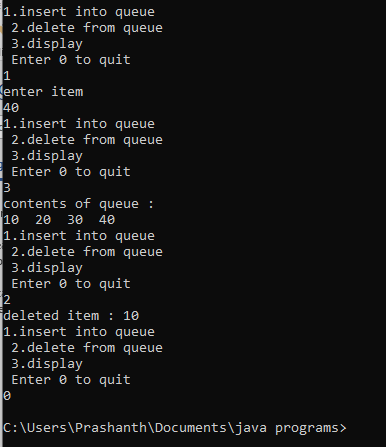 1.insert into queue
 2.delete from queue
 3.display
 Enter 0 to quit
1
enter item
40
1.insert into queue
 2.delete from queue
 3.display
 Enter 0 to quit
3
contents of queue :
10  20  30  40
1.insert into queue
 2.delete from queue
 3.display
 Enter 0 to quit
2
deleted item : 10
1.insert into queue
 2.delete from queue
 3.display
 Enter 0 to quit
0
C:\Users\Prashanth\Documents\java programs>